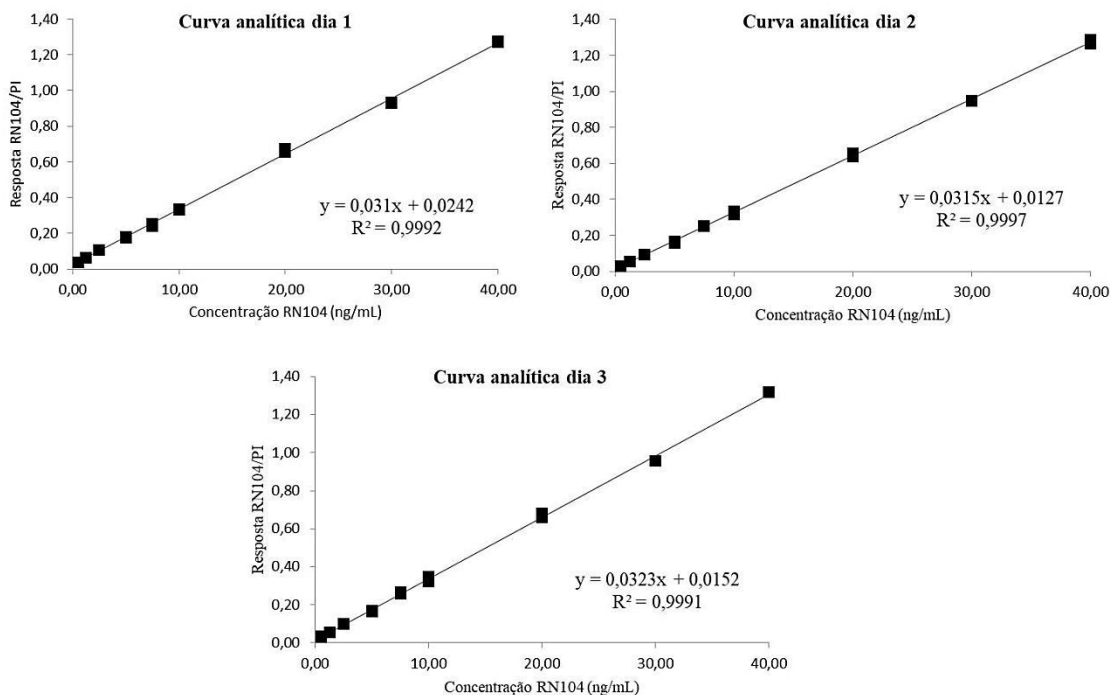 Curva analítica dia 1
Resposta RN104/PI
1,40
1,20
1,00
0,80
0,60
0,40
0,20
0,00
y = 0,031x + 0,0242
R² = 0,9992
0,00 10,00 20,00 30,00 40,00
Concentração RN104 (ng/mL)
Curva analítica dia 2
Resposta RN104/PI
1,40
1,20
1,00
0,80
0,60
0,40
0,20
0,00
y = 0,0315x + 0,0127
R² = 0,9997
0,00 10,00 20,00 30,00 40,00
Concentração RN104 (ng/mL)
Curva analítica dia 3
Resposta RN104/PI
1,40
1,20
1,00
0,80
0,60
0,40
0,20
0,00
y = 0,0323x + 0,0152
R² = 0,9991
0,00 10,00 20,00 30,00 40,00
Concentração RN104 (ng/mL)